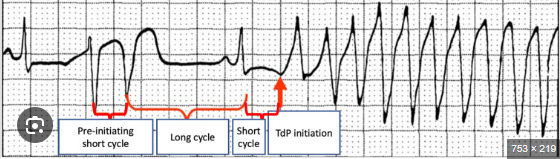 Pre-initiating
short cycle
Long cycle
Short
cycle
TdP initiation
753 × 219